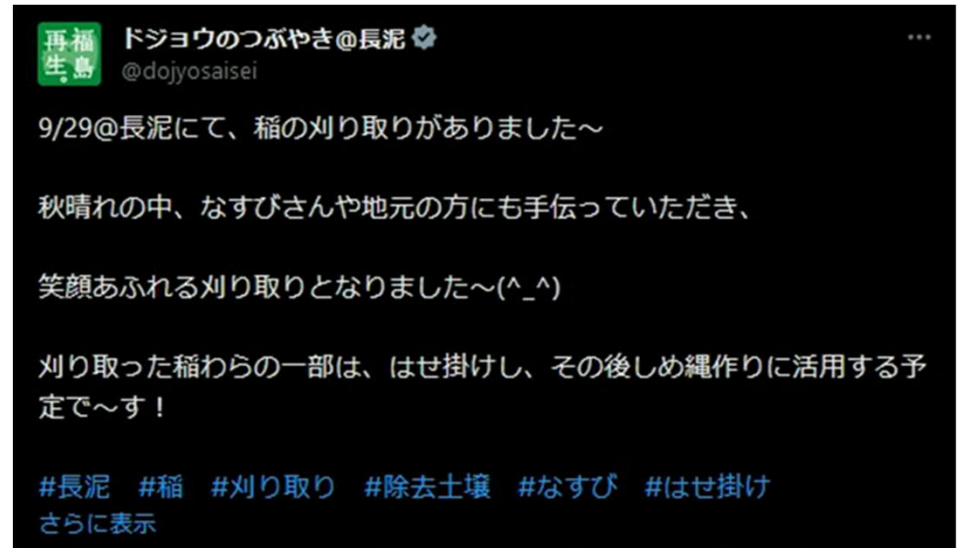 福島再生。
ドジョウのつぶやき@長泥
@dojyosaisei
9/29@長泥にて、稲の刈り取りがありました～
秋晴れの中、なすびさんや地元の方にも手伝っていただき、
笑顔あふれる刈り取りとなりました～(^_^)
刈り取った稲わらの一部は、はせ掛けし、その後しめ縄作りに活用する予
定で～す！
#長泥 #稲 #刈り取り #除去土壌 #なすび #はせ掛け
さらに表示